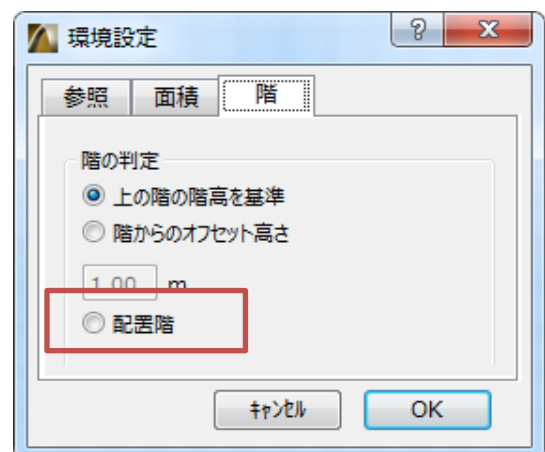 環境設定
参照 面積 階
階の判定
上の階の階高を基準
階からのオフセット高さ
1.00 m
配置階
ｷｬﾝｾﾙ OK